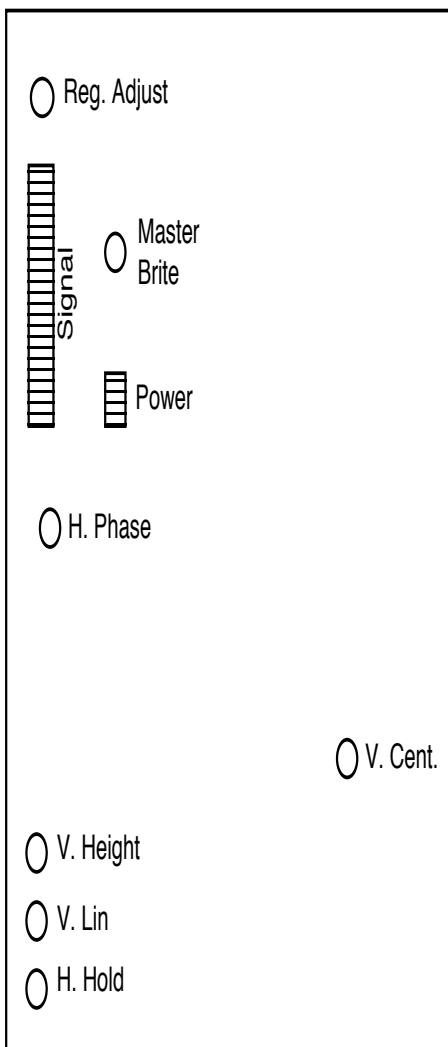 Reg. Adjust
Master
Brite
Signal
Power
H. Phase
V. Cent.
V. Height
V. Lin
H. Hold